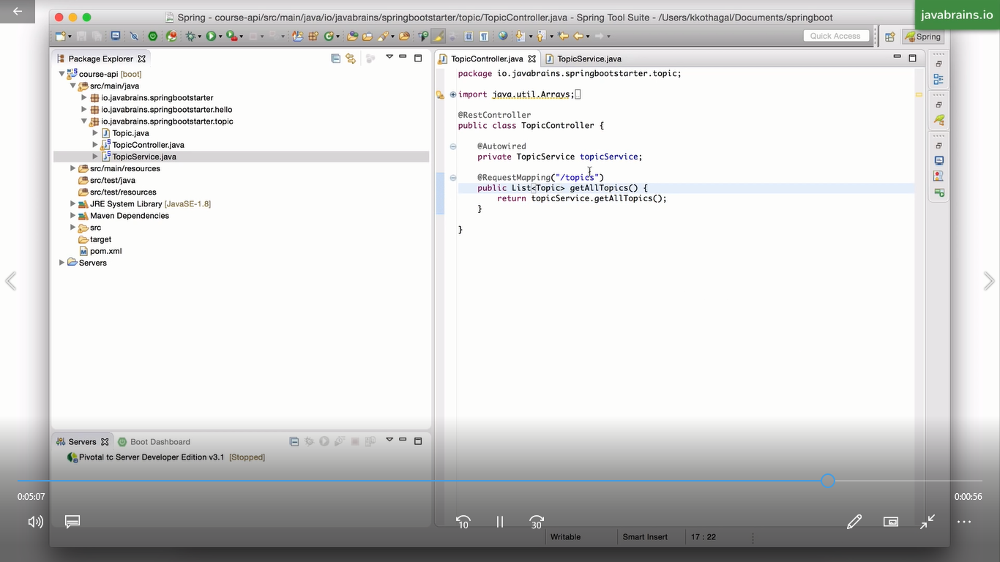 Spring - course-api/src/main/java/io/javabrains/springbootstarter/topic/TopicController.java - Spring Tool Suite - /Users/kkothagal/Documents/springboot
javabrains.io
Quick Access
Spring
Package Explorer
course-api [boot]
src/main/java
io.javabrains.springbootstarter
io.javabrains.springbootstarter.hello
io.javabrains.springbootstarter.topic
Topic.java
TopicController.java
TopicService.java
src/main/resources
src/test/java
src/test/resources
JRE System Library [JavaSE-1.8]
Maven Dependencies
src
target
pom.xml
Servers
TopicController.java TopicService.java
package io.javabrains.springbootstarter.topic;
import java.util.Arrays;
@RestController
public class TopicController {
@Autowired
private TopicService topicService;
@RequestMapping("/topics")
public List<Topic> getAllTopics() {
return topicService.getAllTopics();
}
}
Servers Boot Dashboard
Pivotal tc Server Developer Edition v3.1 [Stopped]
0:05:07 0:00:56
10 30
Writable Smart Insert 17 : 22